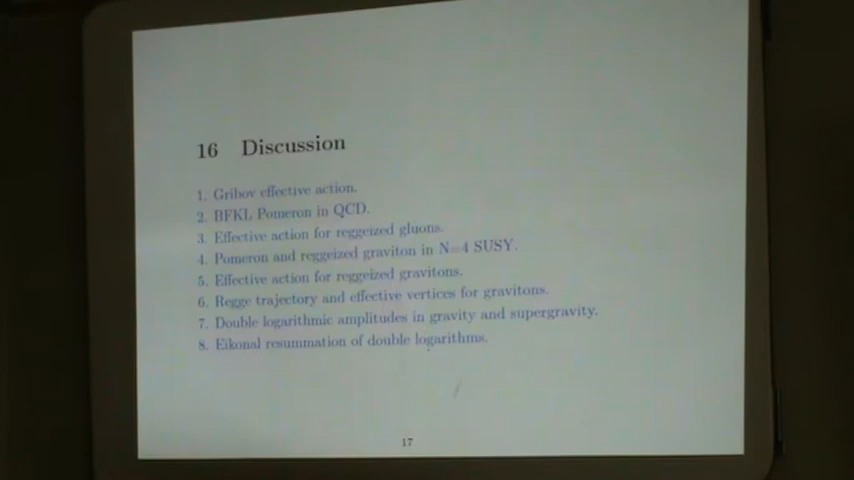 16 Discussion
1. Gribov effective action.
2. BFKL Pomeron in QCD.
3. Effective action for reggeized gluons.
4. Pomeron and reggeized graviton in N=4 SUSY.
5. Effective action for reggeized gravitons.
6. Regge trajectory and effective vertices for gravitons.
7. Double logarithmic amplitudes in gravity and supergravity.
8. Eikonal resummation of double logarithms.
17